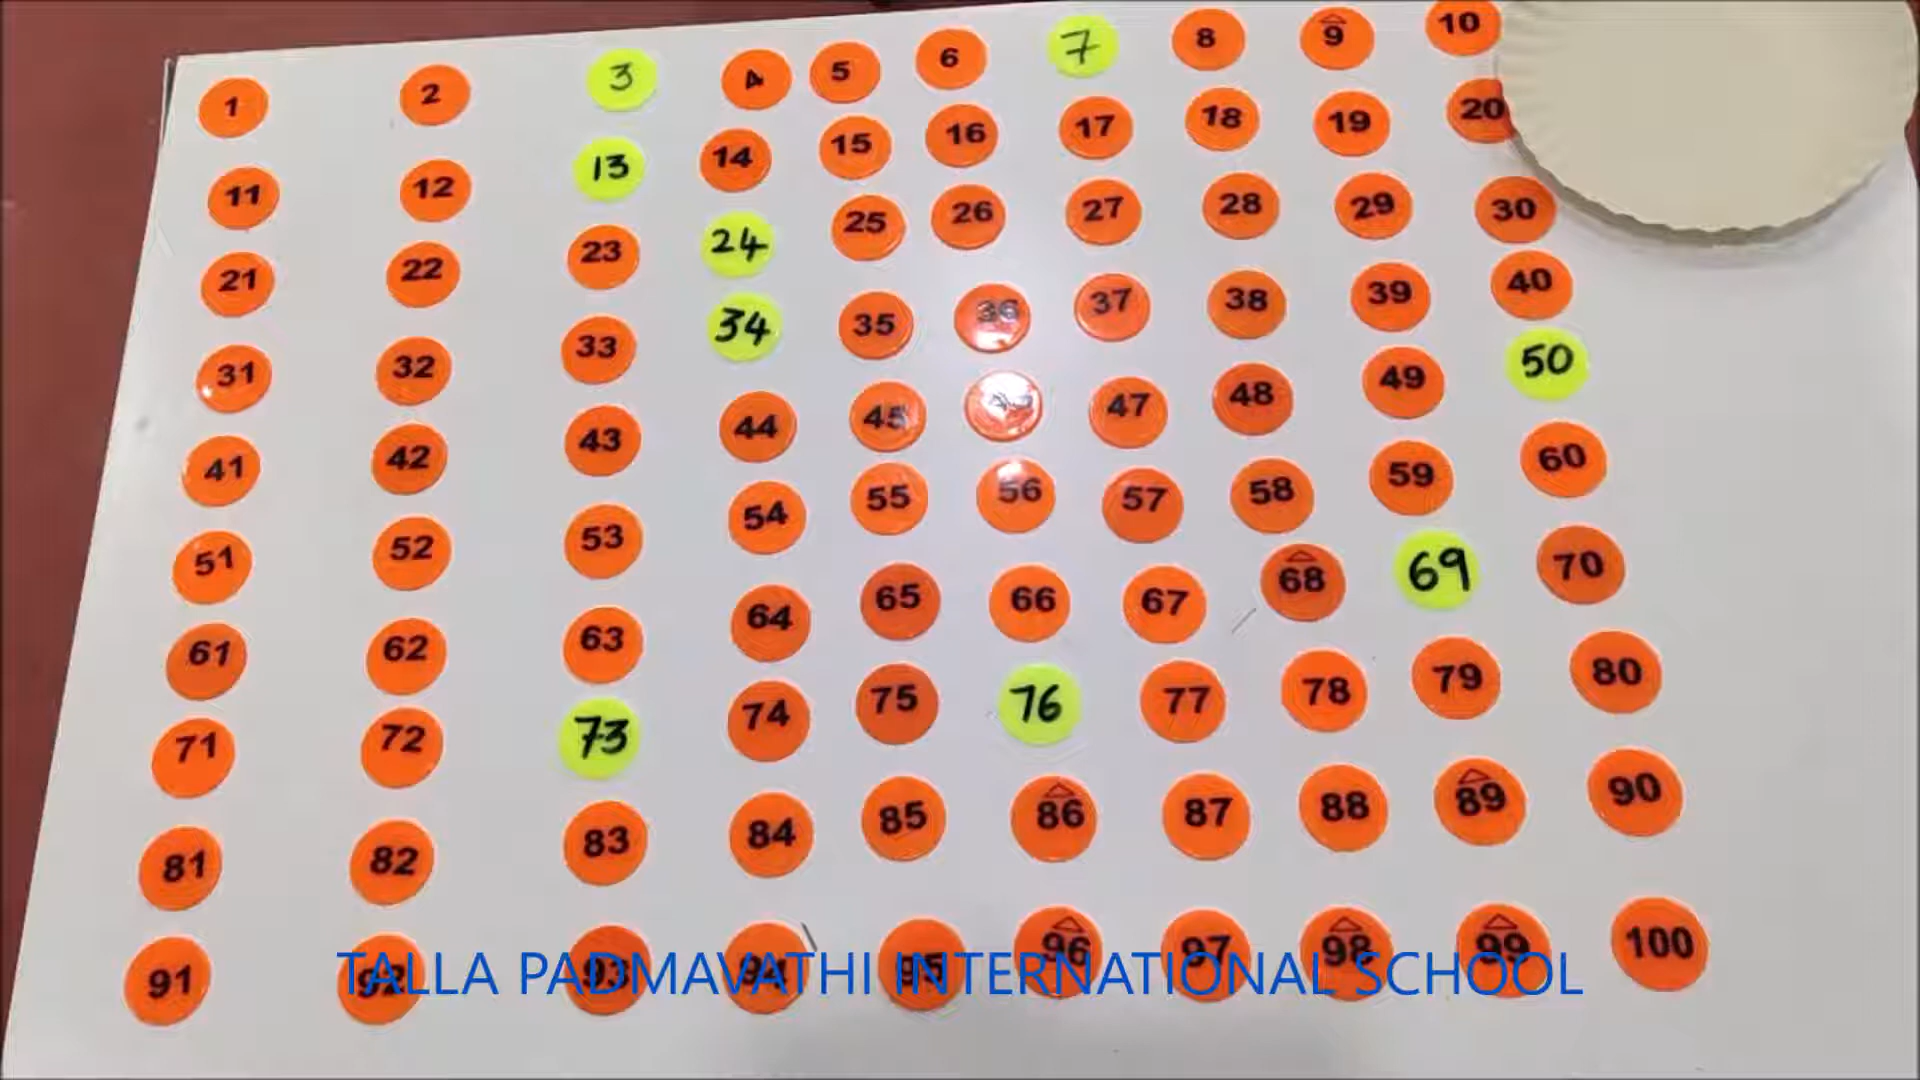 1 2 3 4 5 6 7 8 9 10
11 12 13 14 15 16 17 18 19 20
21 22 23 24 25 26 27 28 29 30
31 32 33 34 35 36 37 38 39 40
41 42 43 44 45 47 48 49 50
51 52 53 54 55 56 57 58 59 60
61 62 63 64 65 66 67 68 69 70
71 72 73 74 75 76 77 78 79 80
81 82 83 84 85 86 87 88 89 90
91 92 93 94 95 96 97 98 99 100
TALLA PADMAVATHI INTERNATIONAL SCHOOL